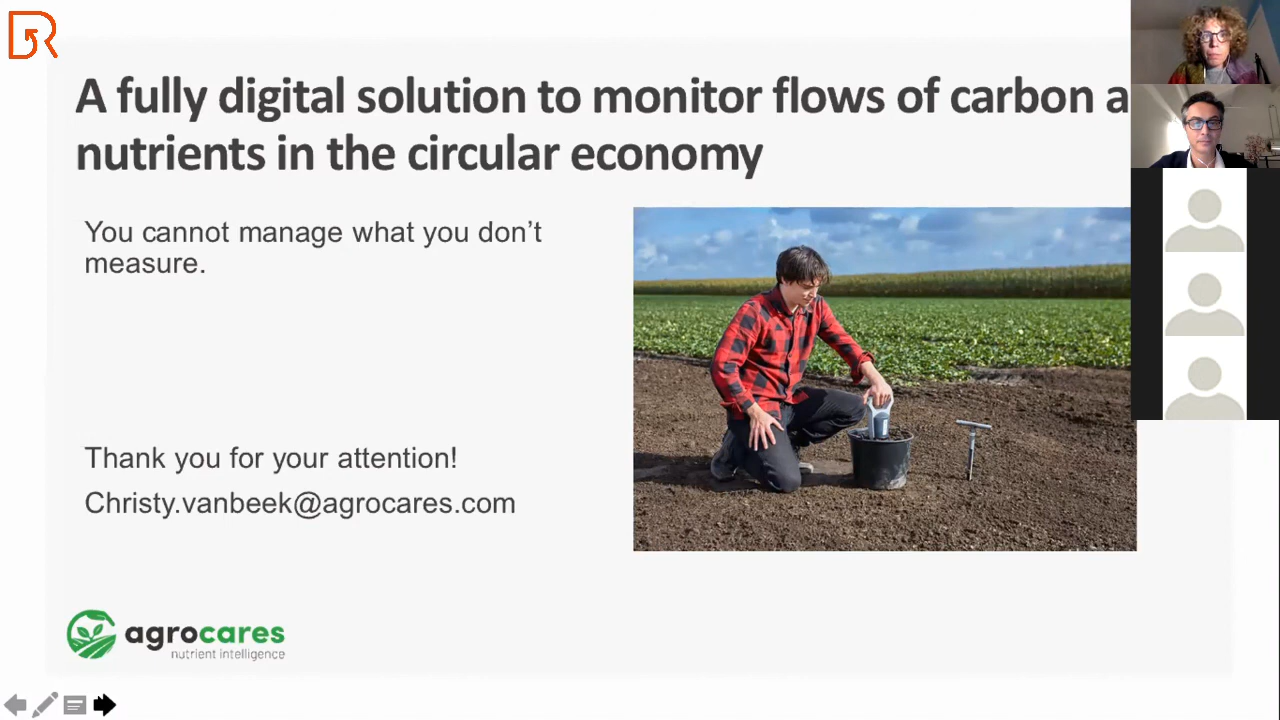 A fully digital solution to monitor flows of carbon a
nutrients in the circular economy
You cannot manage what you don’t
measure.
Thank you for your attention!
Christy.vanbeek@agrocares.com
agrocares
nutrient intelligence